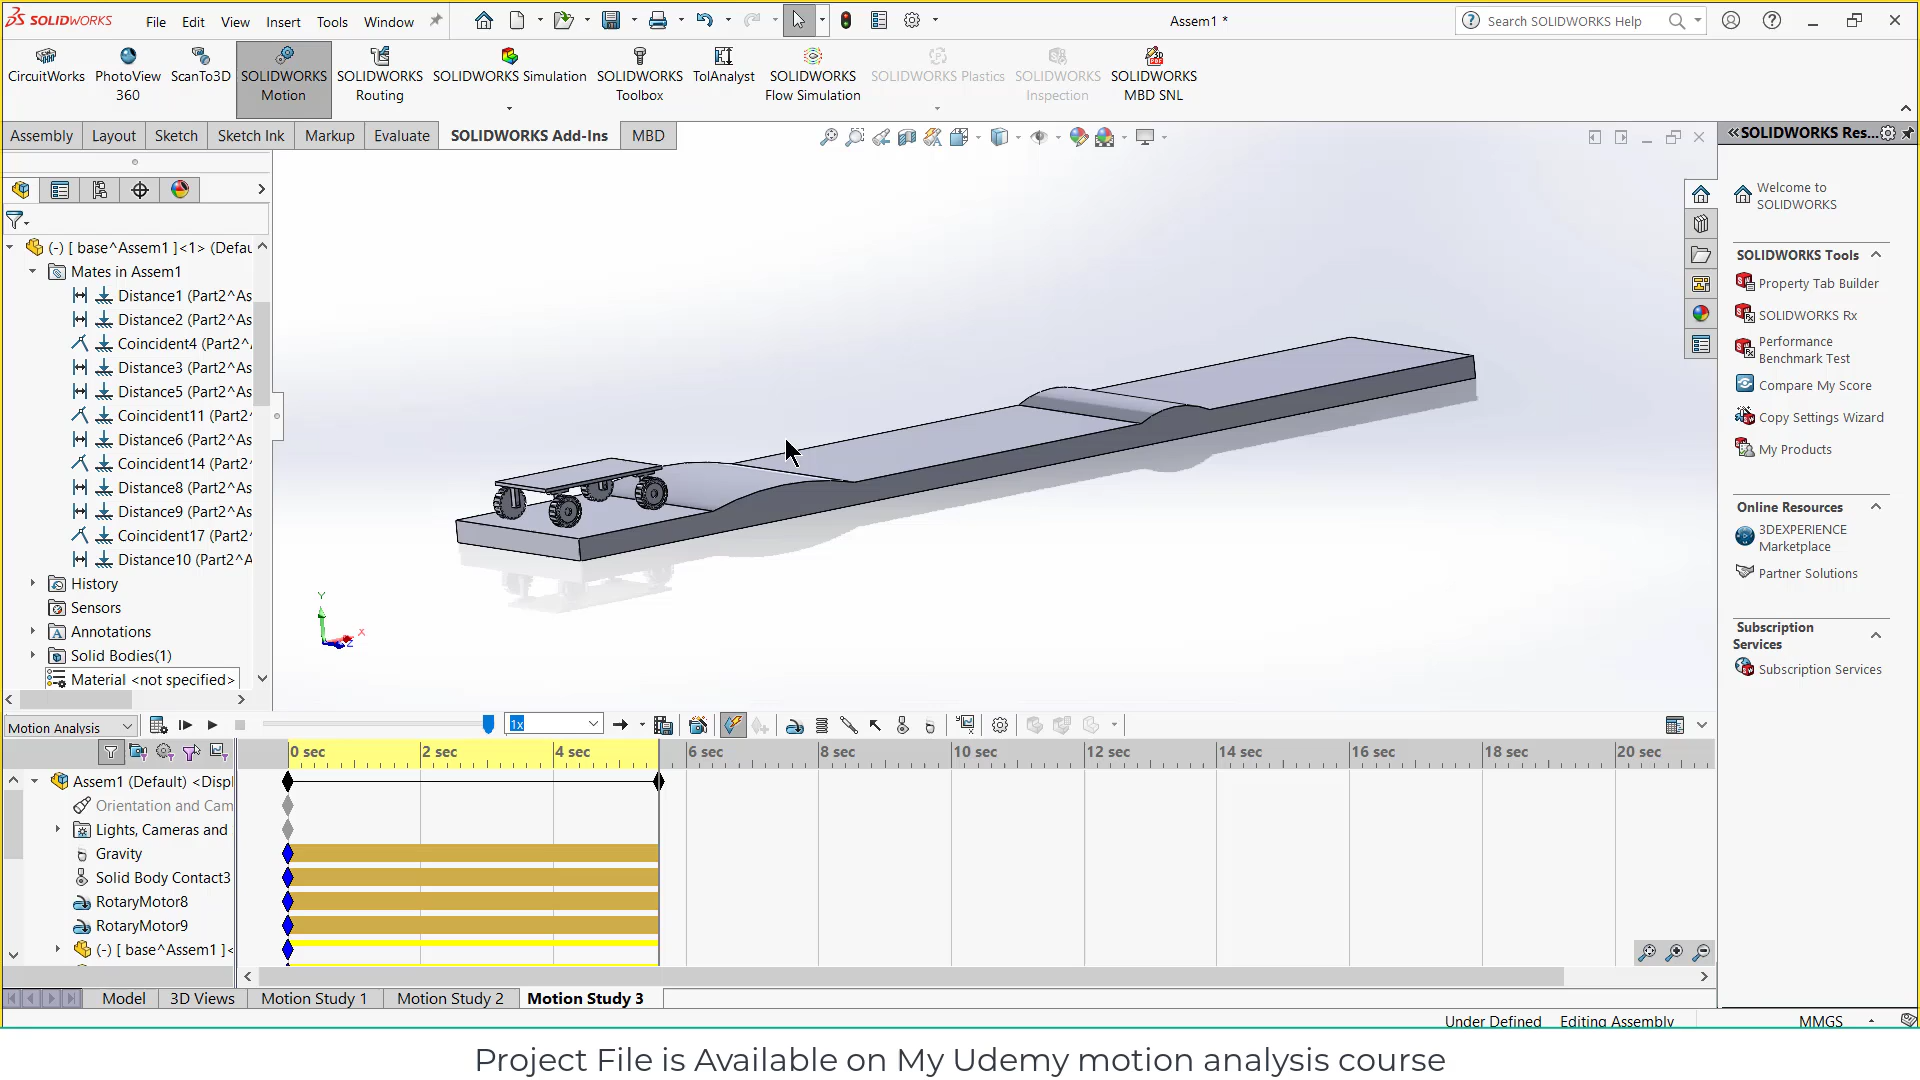 SOLIDWORKS File Edit View Insert Tools Window Assem1 * Search SOLIDWORKS Help
CircuitWorks PhotoView 360 ScanTo3D SOLIDWORKS Motion SOLIDWORKS Routing SOLIDWORKS Simulation SOLIDWORKS Toolbox TolAnalyst SOLIDWORKS Flow Simulation SOLIDWORKS Plastics SOLIDWORKS Inspection SOLIDWORKS MBD SNL
Assembly Layout Sketch Sketch Ink Markup Evaluate SOLIDWORKS Add-Ins MBD
SOLIDWORKS Res...
(-) [ base^Assem1 ]<1> (Defau
Mates in Assem1
Distance1 (Part2^As
Distance2 (Part2^As
Coincident4 (Part2^
Distance3 (Part2^As
Distance5 (Part2^As
Coincident11 (Part2^
Distance6 (Part2^As
Coincident14 (Part2^
Distance8 (Part2^As
Distance9 (Part2^As
Coincident17 (Part2^
Distance10 (Part2^A
History
Sensors
Annotations
Solid Bodies(1)
Material <not specified>
Y
X
Z
Welcome to
SOLIDWORKS
SOLIDWORKS Tools
Property Tab Builder
SOLIDWORKS Rx
Performance
Benchmark Test
Compare My Score
Copy Settings Wizard
My Products
Online Resources
3DEXPERIENCE
Marketplace
Partner Solutions
Subscription
Services
Subscription Services
Motion Analysis 1x
0 sec 2 sec 4 sec 6 sec 8 sec 10 sec 12 sec 14 sec 16 sec 18 sec 20 sec
Assem1 (Default) <Displ
Orientation and Cam
Lights, Cameras and
Gravity
Solid Body Contact3
RotaryMotor8
RotaryMotor9
(-) [ base^Assem1 ]<
Model 3D Views Motion Study 1 Motion Study 2 Motion Study 3
Under Defined Editing Assembly MMGS
Project File is Available on My Udemy motion analysis course